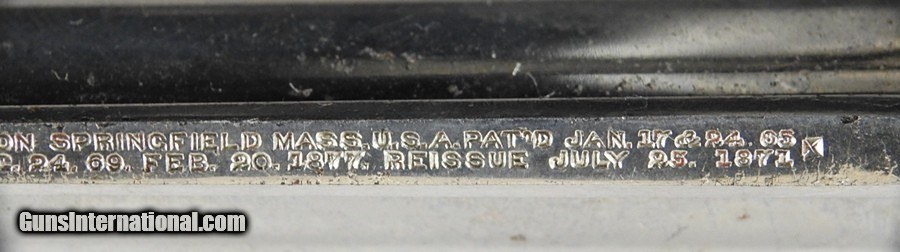 ON SPRINGFIELD MASS. U.S.A. PAT'D JAN. 17 & 24. 65
C. 24. 69. FEB. 20. 1877. REISSUE JULY 25. 1871
GunsInternational.com